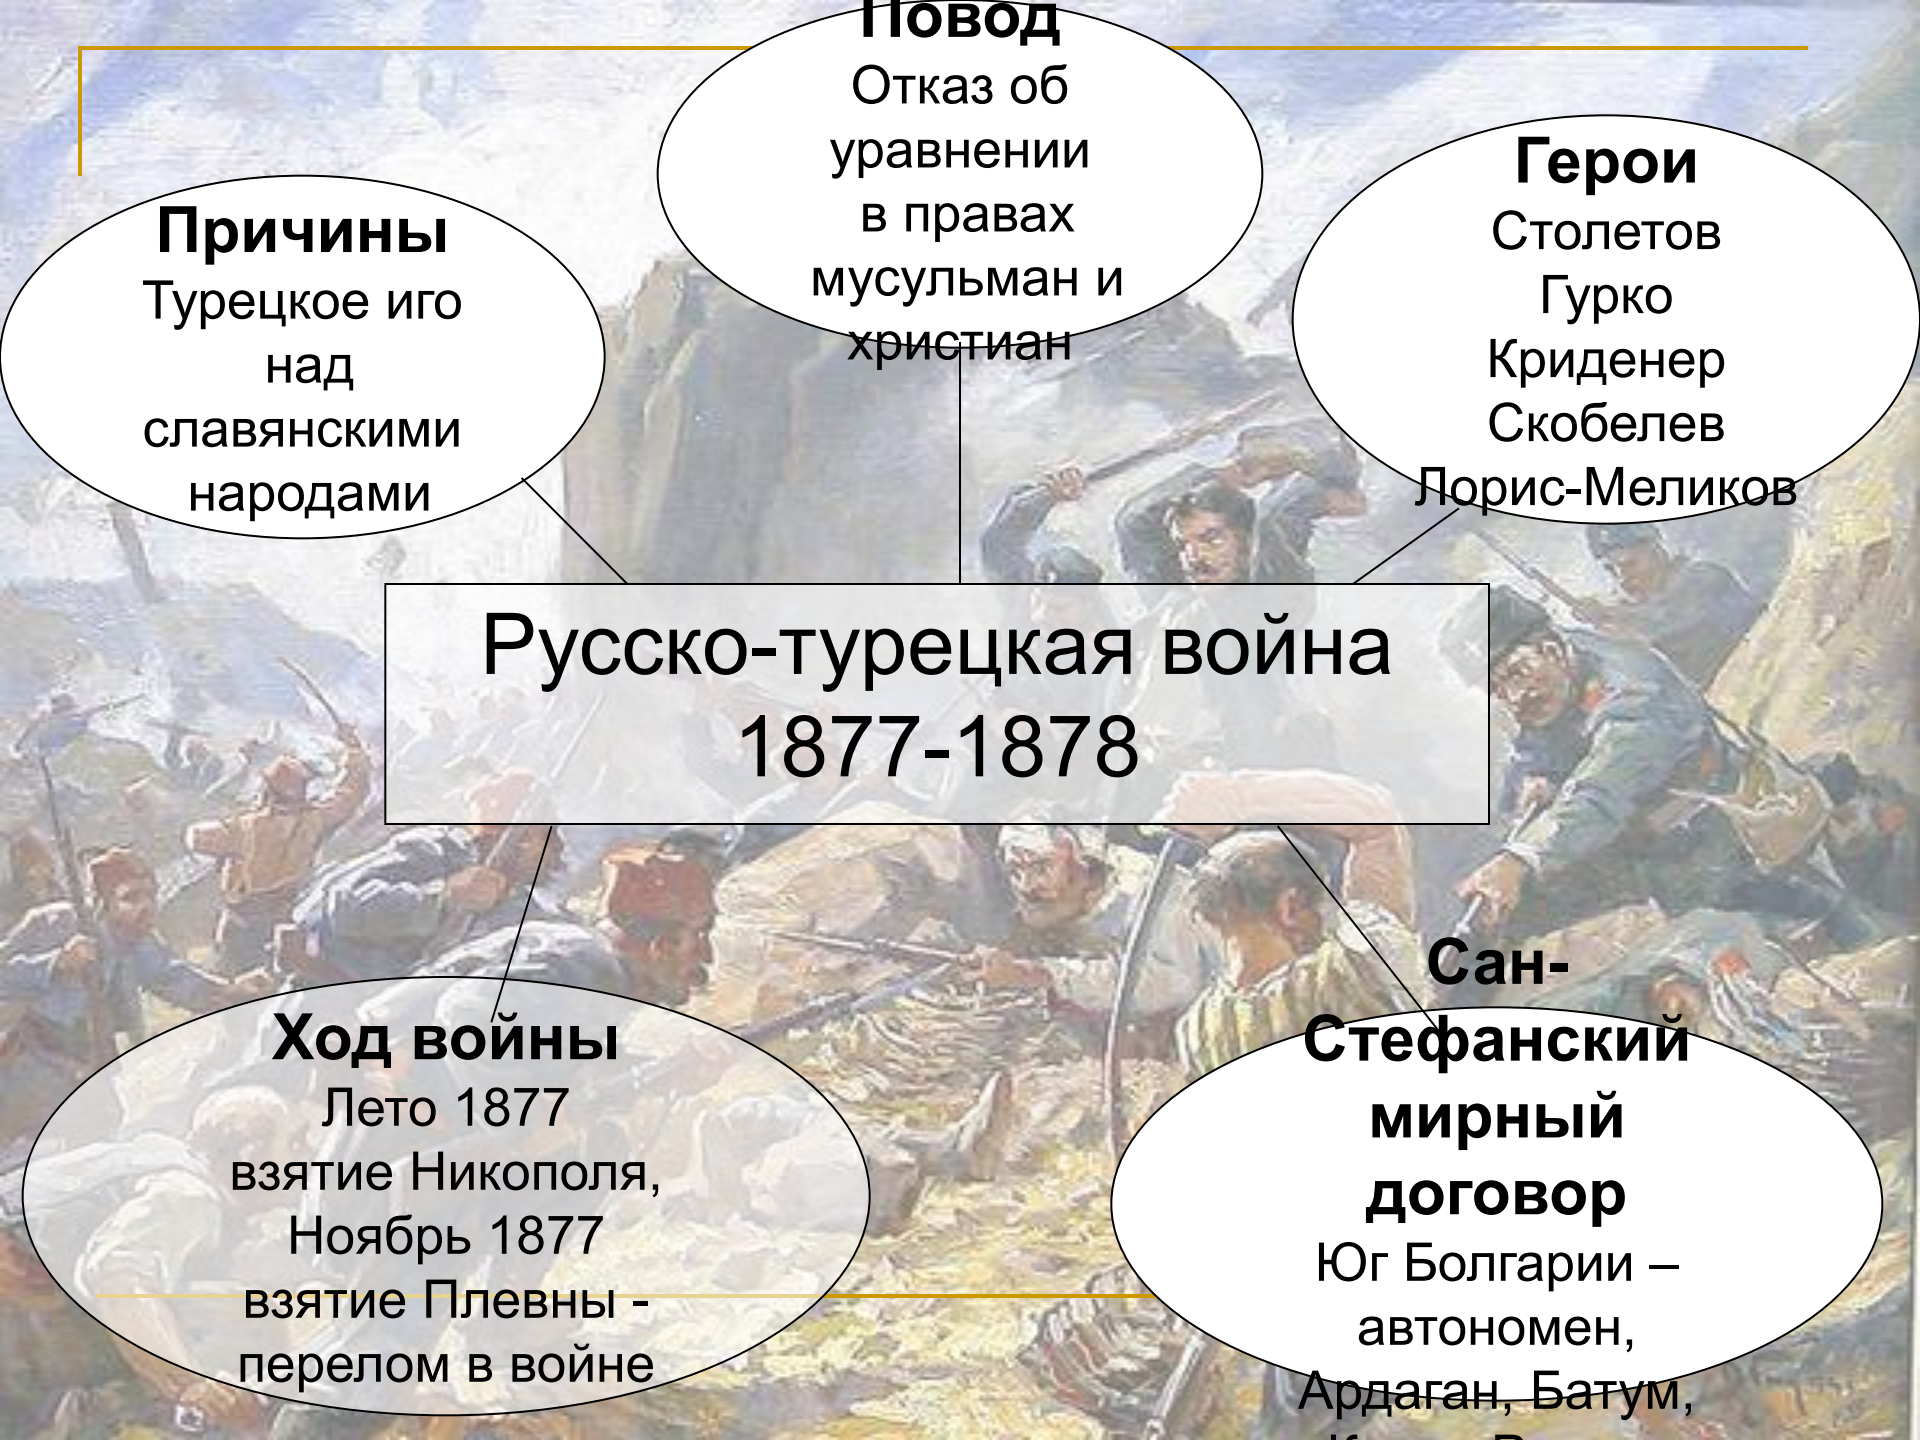 Повод
Отказ об
уравнении
в правах
мусульман и
христиан
Герои
Столетов
Гурко
Криденер
Скобелев
Лорис-Меликов
Причины
Турецкое иго
над
славянскими
народами
Русско-турецкая война
1877-1878
Ход войны
Лето 1877
взятие Никополя,
Ноябрь 1877
взятие Плевны -
перелом в войне
Сан-
Стефанский
мирный
договор
Юг Болгарии –
автономен,
Ардаган, Батум,